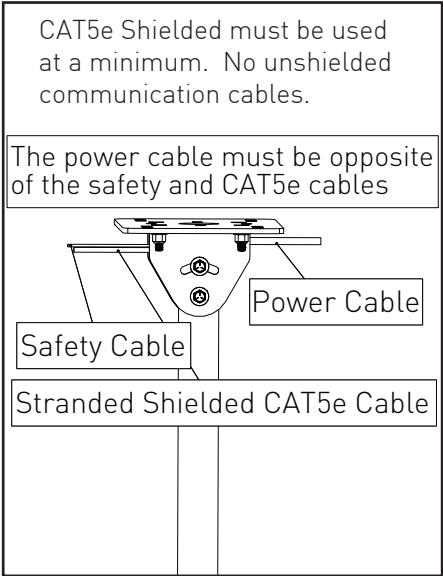 CAT5e Shielded must be used
at a minimum.  No unshielded
communication cables.
The power cable must be opposite
of the safety and CAT5e cables
Power Cable
Safety Cable
Stranded Shielded CAT5e Cable